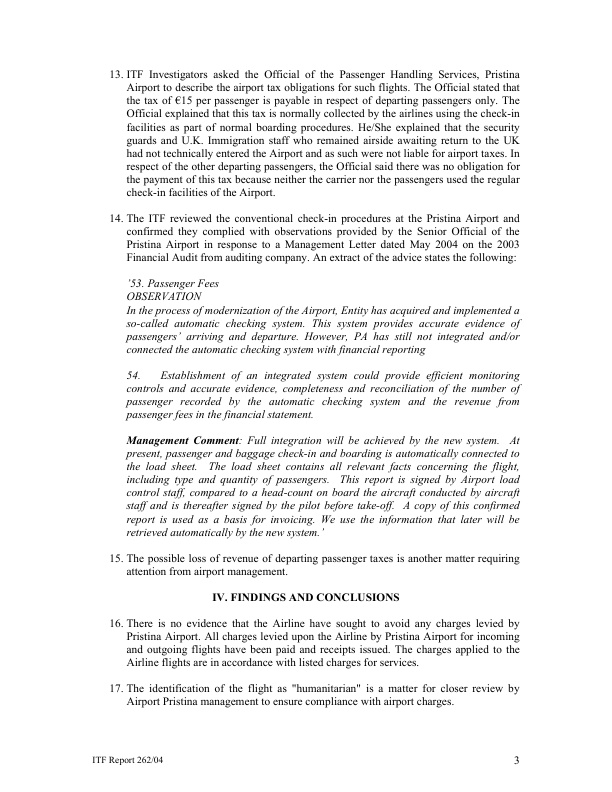 13. ITF Investigators asked the Official of the Passenger Handling Services, Pristina
Airport to describe the airport tax obligations for such flights. The Official stated that
the tax of €15 per passenger is payable in respect of departing passengers only. The
Official explained that this tax is normally collected by the airlines using the check-in
facilities as part of normal boarding procedures. He/She explained that the security
guards and U.K. Immigration staff who remained airside awaiting return to the UK
had not technically entered the Airport and as such were not liable for airport taxes. In
respect of the other departing passengers, the Official said there was no obligation for
the payment of this tax because neither the carrier nor the passengers used the regular
check-in facilities of the Airport.
14. The ITF reviewed the conventional check-in procedures at the Pristina Airport and
confirmed they complied with observations provided by the Senior Official of the
Pristina Airport in response to a Management Letter dated May 2004 on the 2003
Financial Audit from auditing company. An extract of the advice states the following:
'53. Passenger Fees
OBSERVATION
In the process of modernization of the Airport, Entity has acquired and implemented a
so-called automatic checking system. This system provides accurate evidence of
passengers' arriving and departure. However, PA has still not integrated and/or
connected the automatic checking system with financial reporting
54. Establishment of an integrated system could provide efficient monitoring
controls and accurate evidence, completeness and reconciliation of the number of
passenger recorded by the automatic checking system and the revenue from
passenger fees in the financial statement.
Management Comment: Full integration will be achieved by the new system. At
present, passenger and baggage check-in and boarding is automatically connected to
the load sheet. The load sheet contains all relevant facts concerning the flight,
including type and quantity of passengers. This report is signed by Airport load
control staff, compared to a head-count on board the aircraft conducted by aircraft
staff and is thereafter signed by the pilot before take-off. A copy of this confirmed
report is used as a basis for invoicing. We use the information that later will be
retrieved automatically by the new system.'
15. The possible loss of revenue of departing passenger taxes is another matter requiring
attention from airport management.
IV. FINDINGS AND CONCLUSIONS
16. There is no evidence that the Airline have sought to avoid any charges levied by
Pristina Airport. All charges levied upon the Airline by Pristina Airport for incoming
and outgoing flights have been paid and receipts issued. The charges applied to the
Airline flights are in accordance with listed charges for services.
17. The identification of the flight as "humanitarian" is a matter for closer review by
Airport Pristina management to ensure compliance with airport charges.
ITF Report 262/04
3